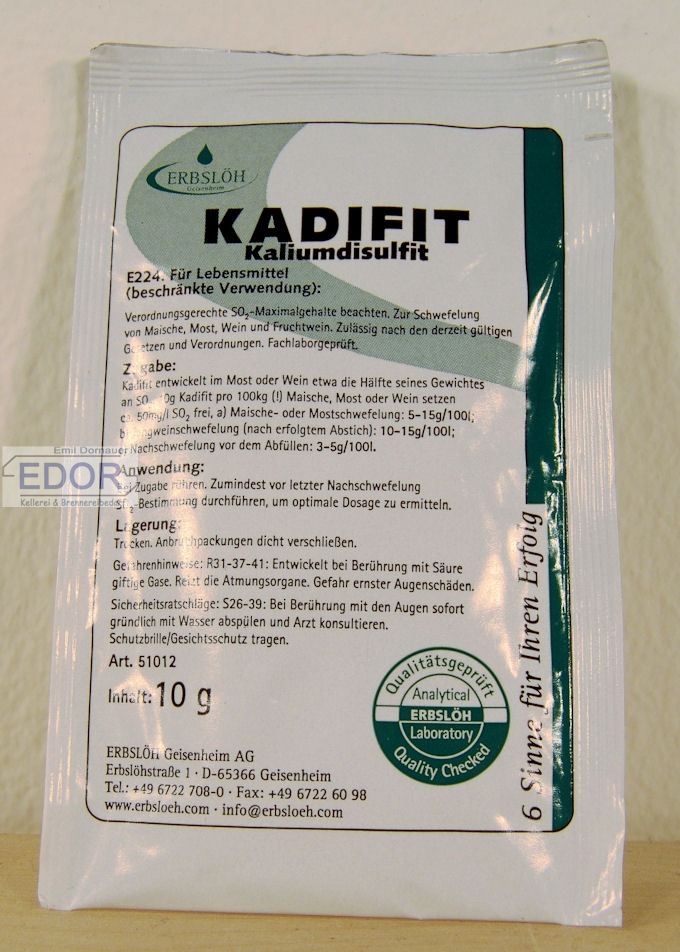 ERBSLÖH
Geisenheim
KADIFIT
Kaliumdisulfit
E224. Für Lebensmittel
(beschränkte Verwendung):
Verordnungsgerechte SO₂-Maximalgehalte beachten. Zur Schwefelung
von Maische, Most, Wein und Fruchtwein. Zulässig nach den derzeit gültigen
Gesetzen und Verordnungen. Fachlaborgeprüft.
Zugabe:
Kadifit entwickelt im Most oder Wein etwa die Hälfte seines Gewichtes
an SO₂. 10g Kadifit pro 100kg (l) Maische, Most oder Wein setzen
ca. 50mg/l SO₂ frei, a) Maische- oder Mostschwefelung: 5-15g/100l;
b) Jungweinschwefelung (nach erfolgtem Abstich): 10-15g/100l;
Nachschwefelung vor dem Abfüllen: 3-5g/100l.
Anwendung:
Bei Zugabe rühren. Zumindest vor letzter Nachschwefelung
SO₂-Bestimmung durchführen, um optimale Dosage zu ermitteln.
Lagerung:
Trocken. Anbruchpackungen dicht verschließen.
Gefahrenhinweise: R31-37-41: Entwickelt bei Berührung mit Säure
giftige Gase. Reizt die Atmungsorgane. Gefahr ernster Augenschäden.
Sicherheitsratschläge: S26-39: Bei Berührung mit den Augen sofort
gründlich mit Wasser abspülen und Arzt konsultieren.
Schutzbrille/Gesichtsschutz tragen.
Art. 51012
Inhalt: 10 g
ERBSLÖH Geisenheim AG
Erbslöhstraße 1 · D-65366 Geisenheim
Tel.: +49 6722 708-0 · Fax: +49 6722 60 98
www.erbsloeh.com · info@erbsloeh.com
Qualitätsgeprüft
Analytical
ERBSLÖH
Laboratory
Quality Checked
6 Sinne für Ihren Erfolg
Emil Dornauer
EDOR
Kellerei & Brennereibedarf